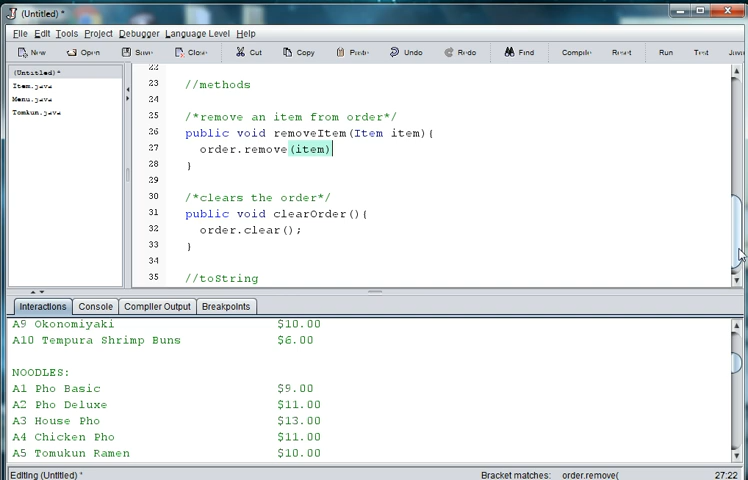 (Untitled) *
File Edit Tools Project Debugger Language Level Help
New Open Save Close Cut Copy Paste Undo Redo Find Compile Reset Run Test
(Untitled)*
Item.java
Menu.java
Tomkun.java
22
23 //methods
24
25 /*remove an item from order*/
26 public void removeItem(Item item){
27 order.remove(item)
28 }
29
30 /*clears the order*/
31 public void clearOrder(){
32 order.clear();
33 }
34
35 //toString
Interactions Console Compiler Output Breakpoints
A9 Okonomiyaki $10.00
A10 Tempura Shrimp Buns $6.00
NOODLES:
A1 Pho Basic $9.00
A2 Pho Deluxe $11.00
A3 House Pho $13.00
A4 Chicken Pho $11.00
A5 Tomukun Ramen $10.00
Editing (Untitled) * Bracket matches: order.remove( 27:22